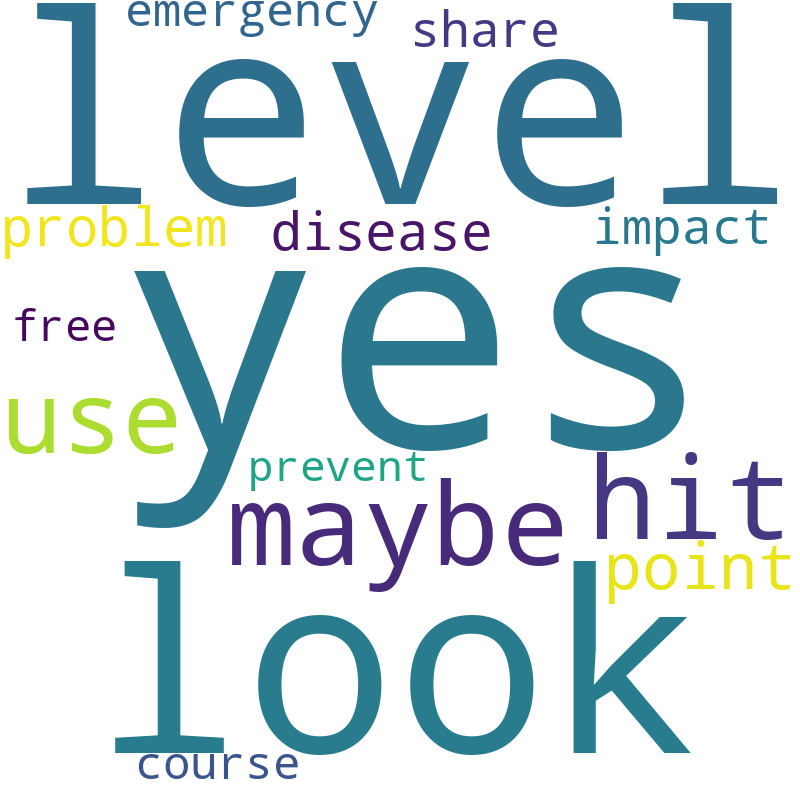 emergency
share
level
problem
disease
impact
yes
free
use
prevent
maybe
hit
point
look
course